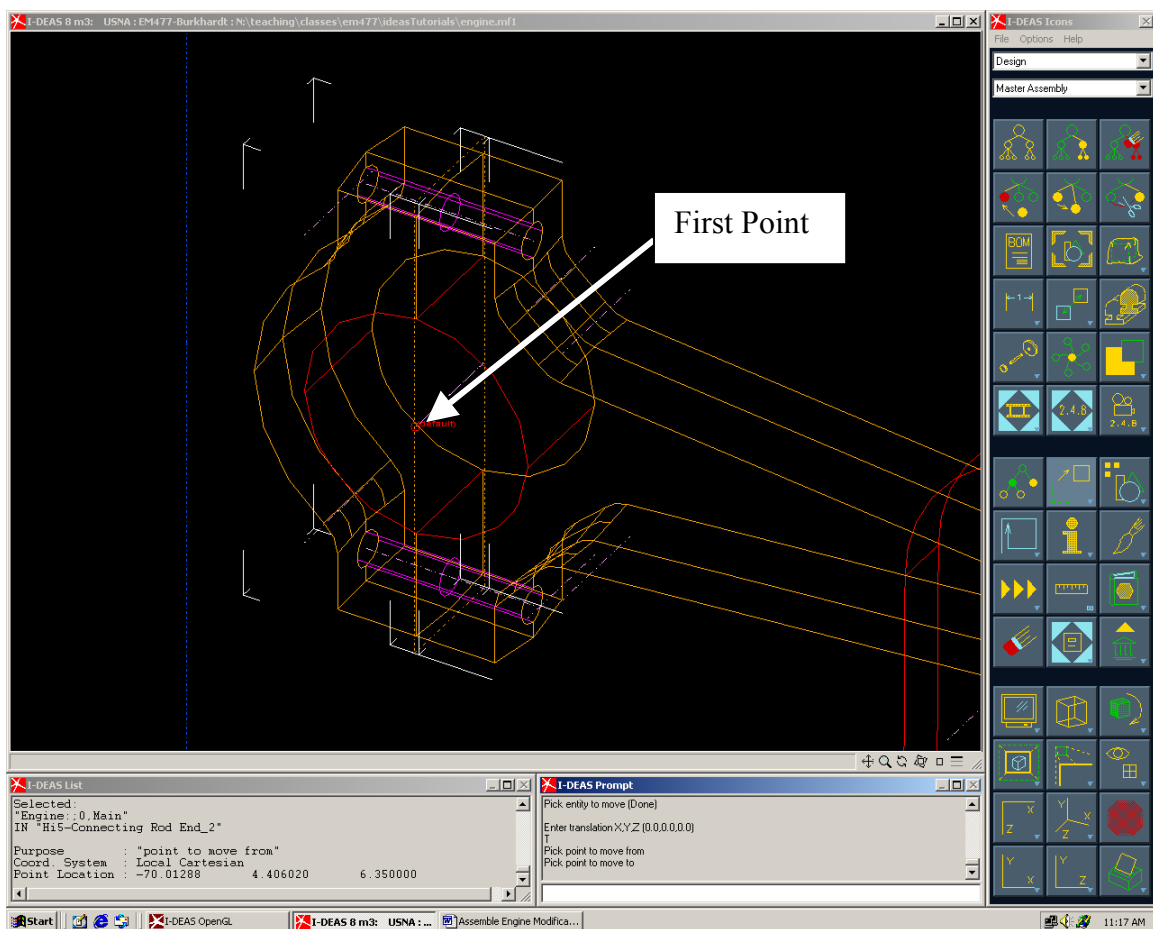 I-DEAS 8 m3: USNA : EM477-Burkhardt : N:\teaching\classes\em477\ideasTutorials\engine.mf1
First Point
(default)
I-DEAS Icons
File Options Help
Design
Master Assembly
BOM
1
2.4.8
2.4.8
X
Z
Y
X
Z
Y
X
Y
Z
I-DEAS List
Selected:
"Engine:;0,Main"
IN "Hi5-Connecting Rod End_2"
Purpose : "point to move from"
Coord. System : Local Cartesian
Point Location : -70.01288 4.406020 6.350000
I-DEAS Prompt
Pick entity to move (Done)
Enter translation X,Y,Z (0.0,0.0,0.0)
T
Pick point to move from
Pick point to move to
Start
I-DEAS OpenGL
I-DEAS 8 m3: USNA : ...
Assemble Engine Modifica...
11:17 AM